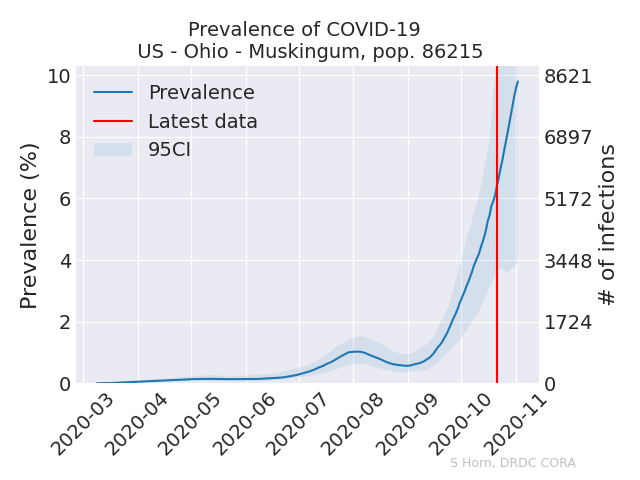 Prevalence of COVID-19
US - Ohio - Muskingum, pop. 86215
Prevalence
Latest data
95CI
Prevalence (%)
10
8
6
4
2
0
8621
6897
5172
3448
1724
0
# of infections
2020-03
2020-04
2020-05
2020-06
2020-07
2020-08
2020-09
2020-10
2020-11
S Horn, DRDC CORA